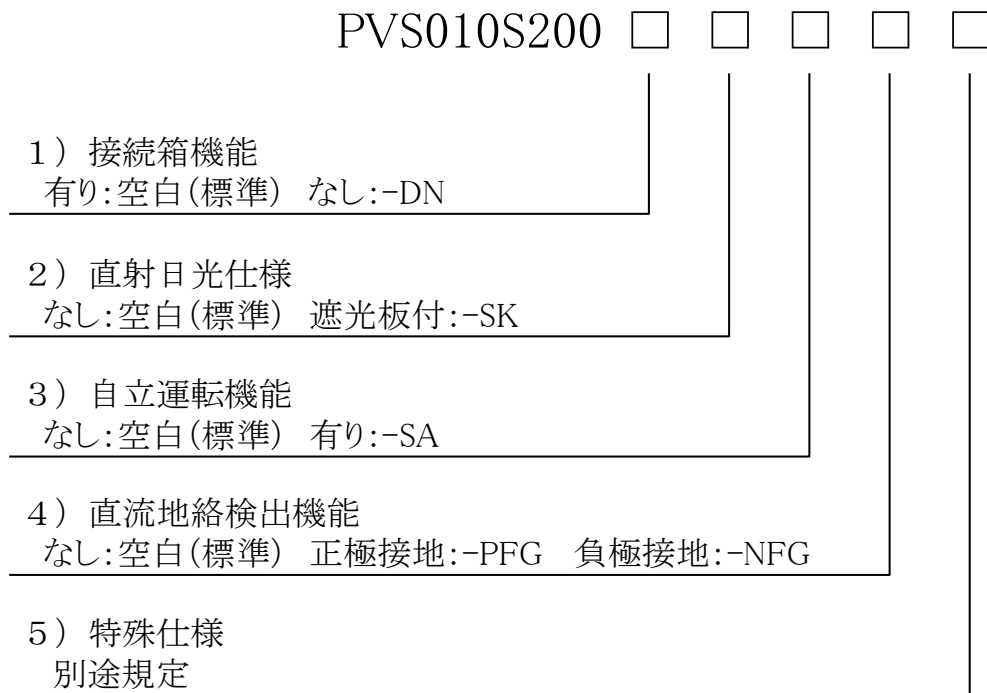 PVS010S200 □ □ □ □ □
1) 接続箱機能
有り:空白(標準) なし:-DN
2) 直射日光仕様
なし:空白(標準) 遮光板付:-SK
3) 自立運転機能
なし:空白(標準) 有り:-SA
4) 直流地絡検出機能
なし:空白(標準) 正極接地:-PFG 負極接地:-NFG
5) 特殊仕様
別途規定